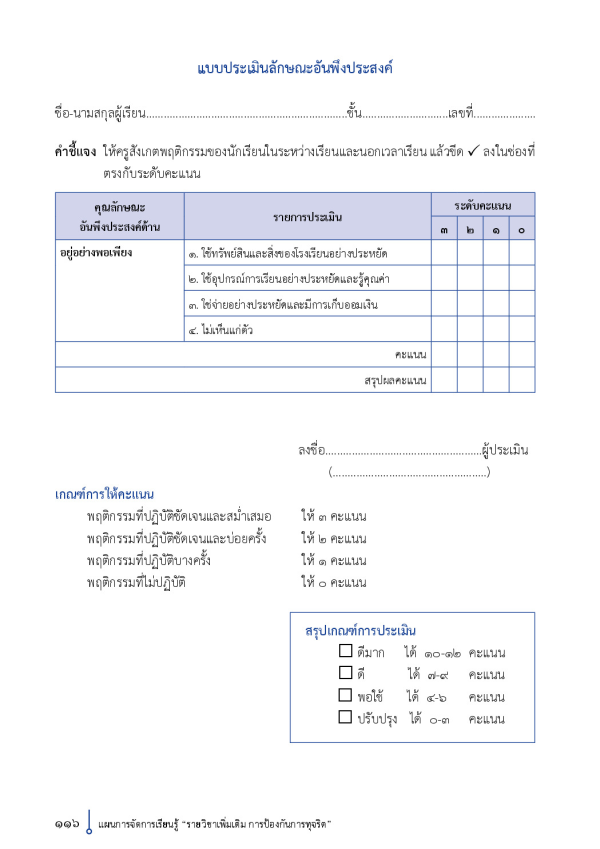 แบบประเมินลักษณะอันพึงประสงค์
ชื่อ-นามสกุลผู้เรียน....................................................................ชั้น.............................เลขที่.....................
คำชี้แจง ให้ครูสังเกตพฤติกรรมของนักเรียนในระหว่างเรียนและนอกเวลาเรียน แล้วขีด ✓ ลงในช่องที่
ตรงกับระดับคะแนน
คุณลักษณะ
อันพึงประสงค์ด้าน
รายการประเมิน
ระดับคะแนน
๓ ๒ ๑ ๐
อยู่อย่างพอเพียง
๑. ใช้ทรัพย์สินและสิ่งของโรงเรียนอย่างประหยัด
๒. ใช้อุปกรณ์การเรียนอย่างประหยัดและรู้คุณค่า
๓. ใช่จ่ายอย่างประหยัดและมีการเก็บออมเงิน
๔. ไม่เห็นแก่ตัว
คะแนน
สรุปผลคะแนน
ลงชื่อ.....................................................ผู้ประเมิน
(....................................................)
เกณฑ์การให้คะแนน
พฤติกรรมที่ปฏิบัติชัดเจนและสม่ำเสมอ ให้ ๓ คะแนน
พฤติกรรมที่ปฏิบัติชัดเจนและบ่อยครั้ง ให้ ๒ คะแนน
พฤติกรรมที่ปฏิบัติบางครั้ง ให้ ๑ คะแนน
พฤติกรรมที่ไม่ปฏิบัติ ให้ ๐ คะแนน
สรุปเกณฑ์การประเมิน
☐ ดีมาก ได้ ๑๐-๑๒ คะแนน
☐ ดี ได้ ๗-๙ คะแนน
☐ พอใช้ ได้ ๔-๖ คะแนน
☐ ปรับปรุง ได้ ๐-๓ คะแนน
๑๑๖ แผนการจัดการเรียนรู้ “รายวิชาเพิ่มเติม การป้องกันการทุจริต”